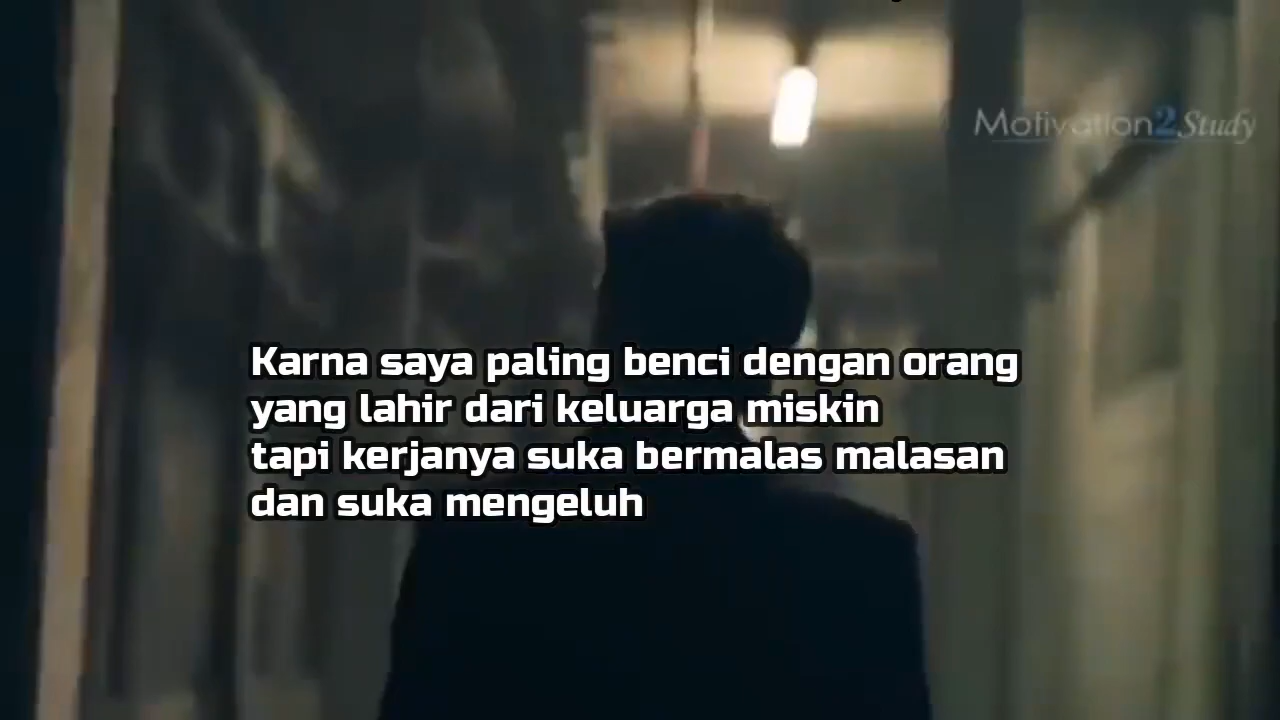 Motivation2Study
Karna saya paling benci dengan orang
yang lahir dari keluarga miskin
tapi kerjanya suka bermalas malasan
dan suka mengeluh